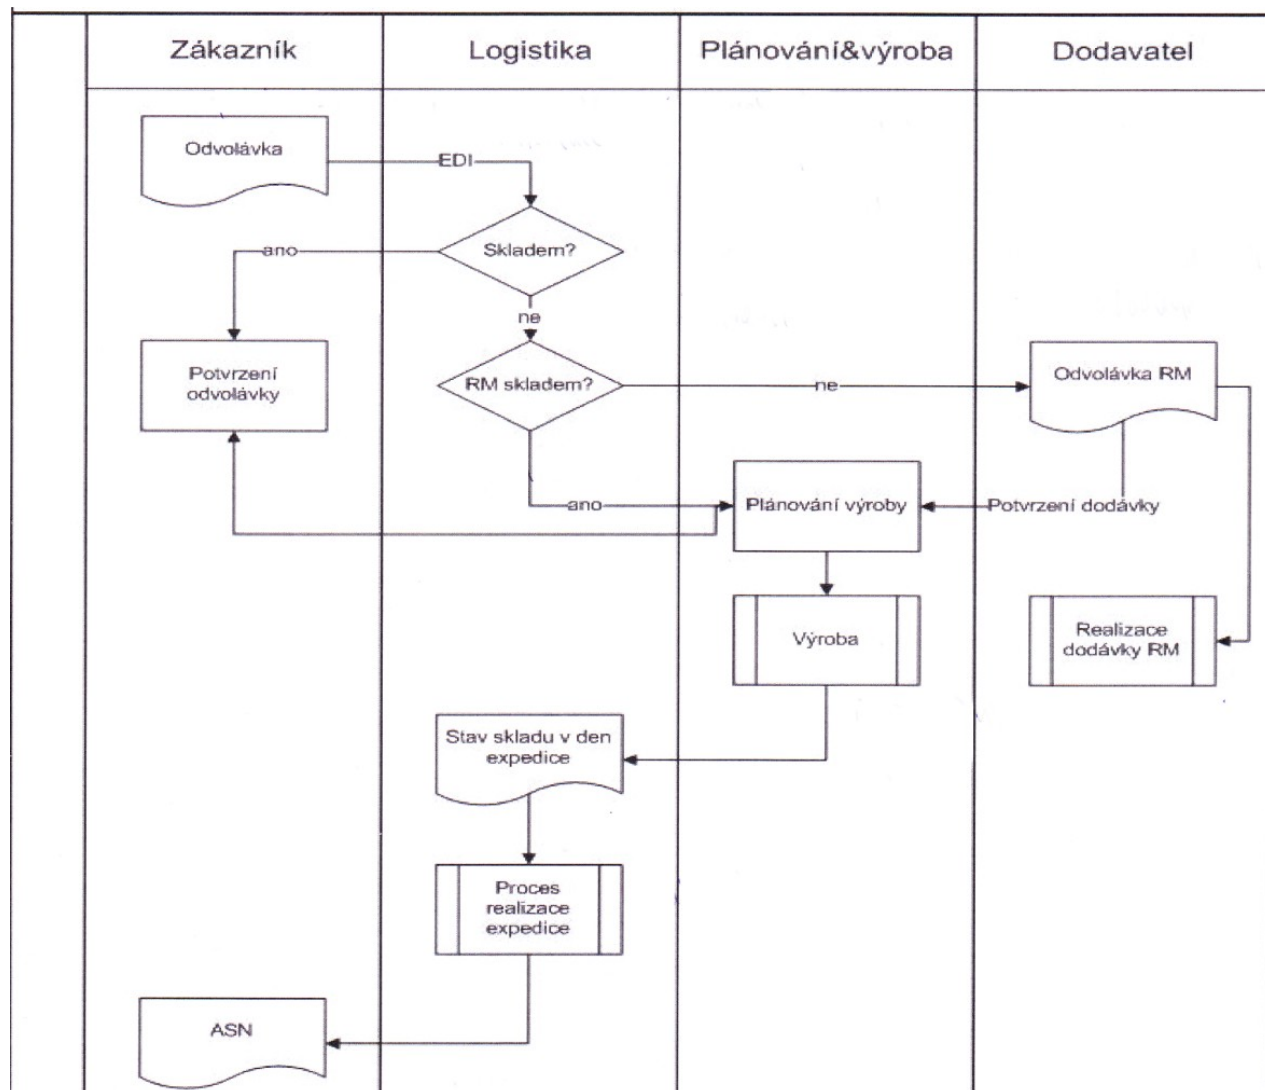 Zákazník
Logistika
Plánování&výroba
Dodavatel
Odvolávka
EDI
Skladem?
ano
ne
Potvrzení
odvolávky
RM skladem?
ne
Odvolávka RM
ano
Plánování výroby
Potvrzení dodávky
Výroba
Realizace
dodávky RM
Stav skladu v den
expedice
Proces
realizace
expedice
ASN